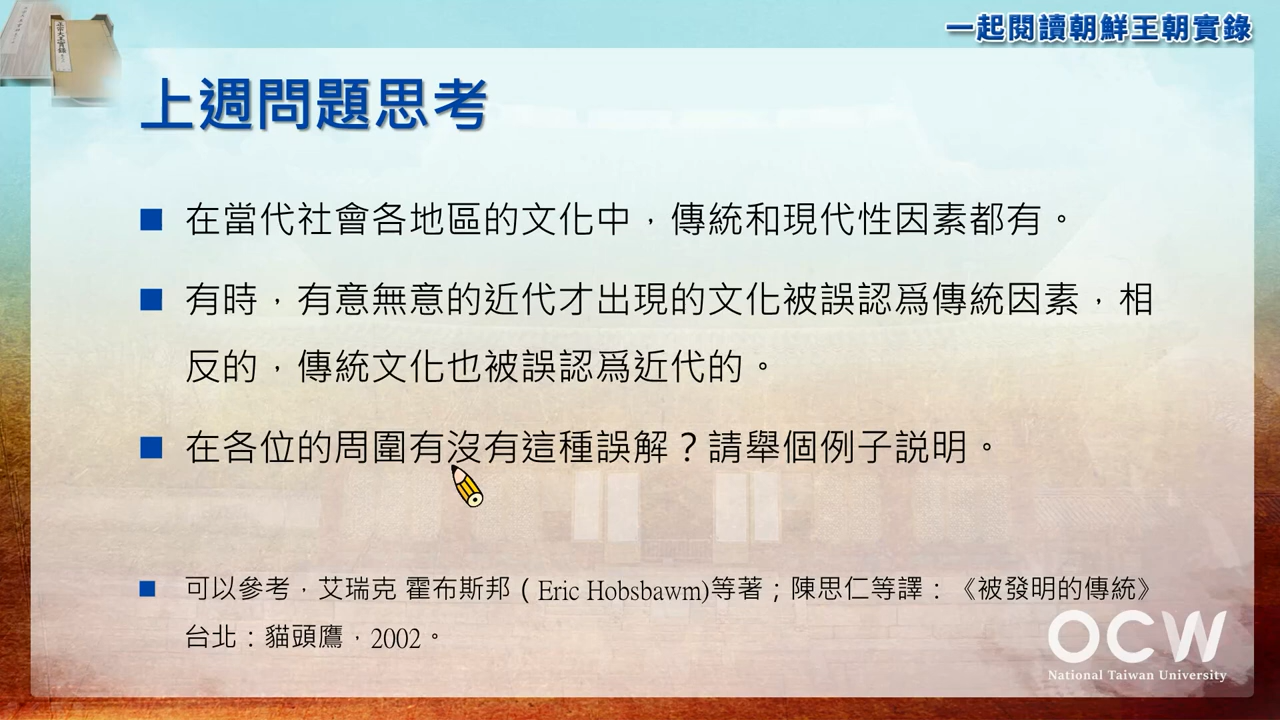 一起閱讀朝鮮王朝實錄
上週問題思考
在當代社會各地區的文化中，傳統和現代性因素都有。
有時，有意無意的近代才出現的文化被誤認爲傳統因素，相
反的，傳統文化也被誤認爲近代的。
在各位的周圍有沒有這種誤解？請舉個例子説明。
可以參考，艾瑞克 霍布斯邦（Eric Hobsbawm)等著；陳思仁等譯：《被發明的傳統》
台北：貓頭鷹，2002。
OCW
National Taiwan University